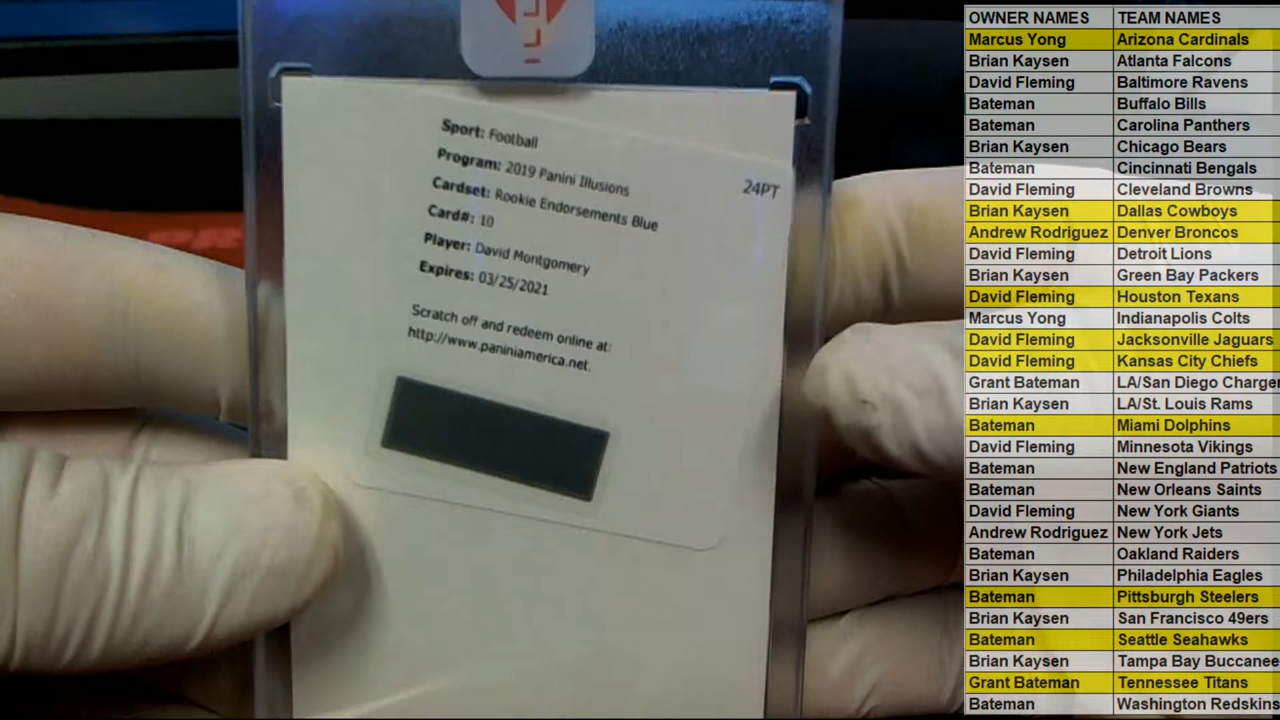 Sport: Football
Program: 2019 Panini Illusions
24PT
Cardset: Rookie Endorsements Blue
Card#: 10
Player: David Montgomery
Expires: 03/25/2021
Scratch off and redeem online at:
http://www.paniniamerica.net.
OWNER NAMES TEAM NAMES
Marcus Yong Arizona Cardinals
Brian Kaysen Atlanta Falcons
David Fleming Baltimore Ravens
Bateman Buffalo Bills
Bateman Carolina Panthers
Brian Kaysen Chicago Bears
Bateman Cincinnati Bengals
David Fleming Cleveland Browns
Brian Kaysen Dallas Cowboys
Andrew Rodriguez Denver Broncos
David Fleming Detroit Lions
Brian Kaysen Green Bay Packers
David Fleming Houston Texans
Marcus Yong Indianapolis Colts
David Fleming Jacksonville Jaguars
David Fleming Kansas City Chiefs
Grant Bateman LA/San Diego Charger
Brian Kaysen LA/St. Louis Rams
Bateman Miami Dolphins
David Fleming Minnesota Vikings
Bateman New England Patriots
Bateman New Orleans Saints
David Fleming New York Giants
Andrew Rodriguez New York Jets
Bateman Oakland Raiders
Brian Kaysen Philadelphia Eagles
Bateman Pittsburgh Steelers
Brian Kaysen San Francisco 49ers
Bateman Seattle Seahawks
Brian Kaysen Tampa Bay Buccanee
Grant Bateman Tennessee Titans
Bateman Washington Redskins